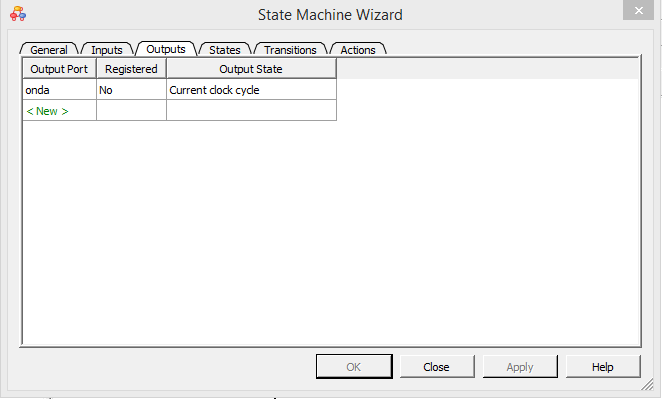 State Machine Wizard
General Inputs Outputs States Transitions Actions
Output Port Registered Output State
onda No Current clock cycle
< New >
OK Close Apply Help